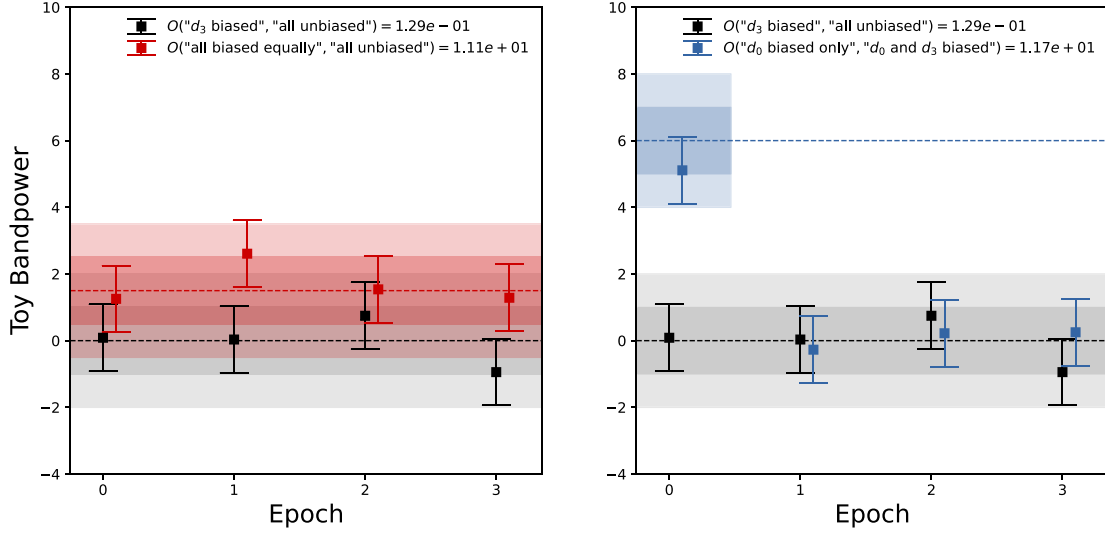 O("d₃ biased", "all unbiased") = 1.29e − 01
O("all biased equally", "all unbiased") = 1.11e + 01
8
6
4
2
0
−2
−4
0 1 2 3
Toy Bandpower
Epoch
O("d₃ biased", "all unbiased") = 1.29e − 01
O("d₀ biased only", "d₀ and d₃ biased") = 1.17e + 01
10
8
6
4
2
0
−2
−4
0 1 2 3
Epoch